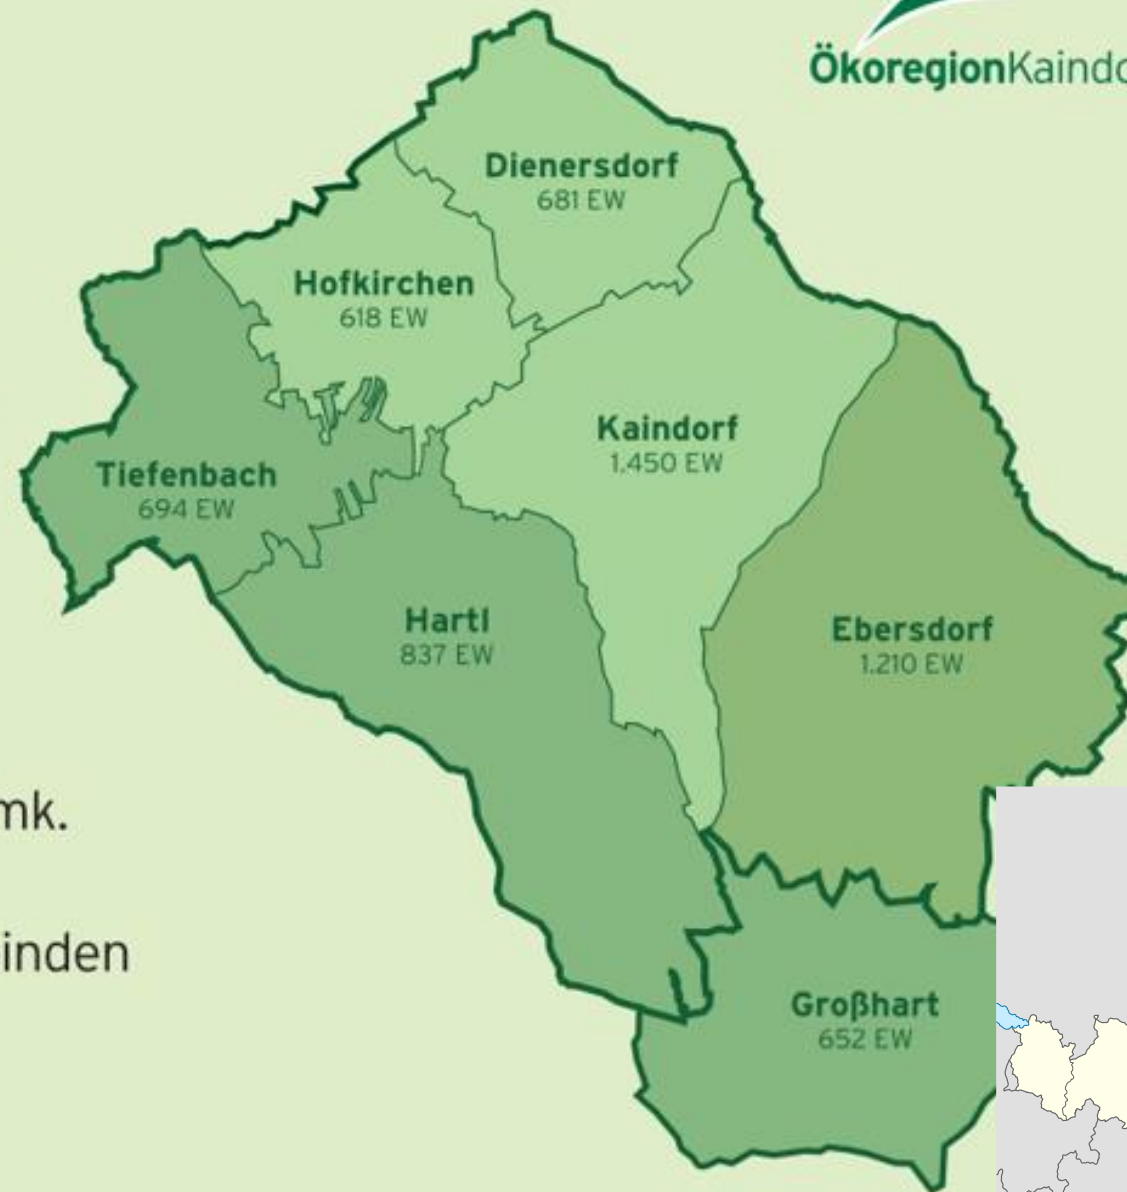 ÖkoregionKaindo
Dienersdorf
681 EW
Hofkirchen
618 EW
Kaindorf
1.450 EW
Tiefenbach
694 EW
Hartl
837 EW
Ebersdorf
1.210 EW
mk.
inden
Großhart
652 EW